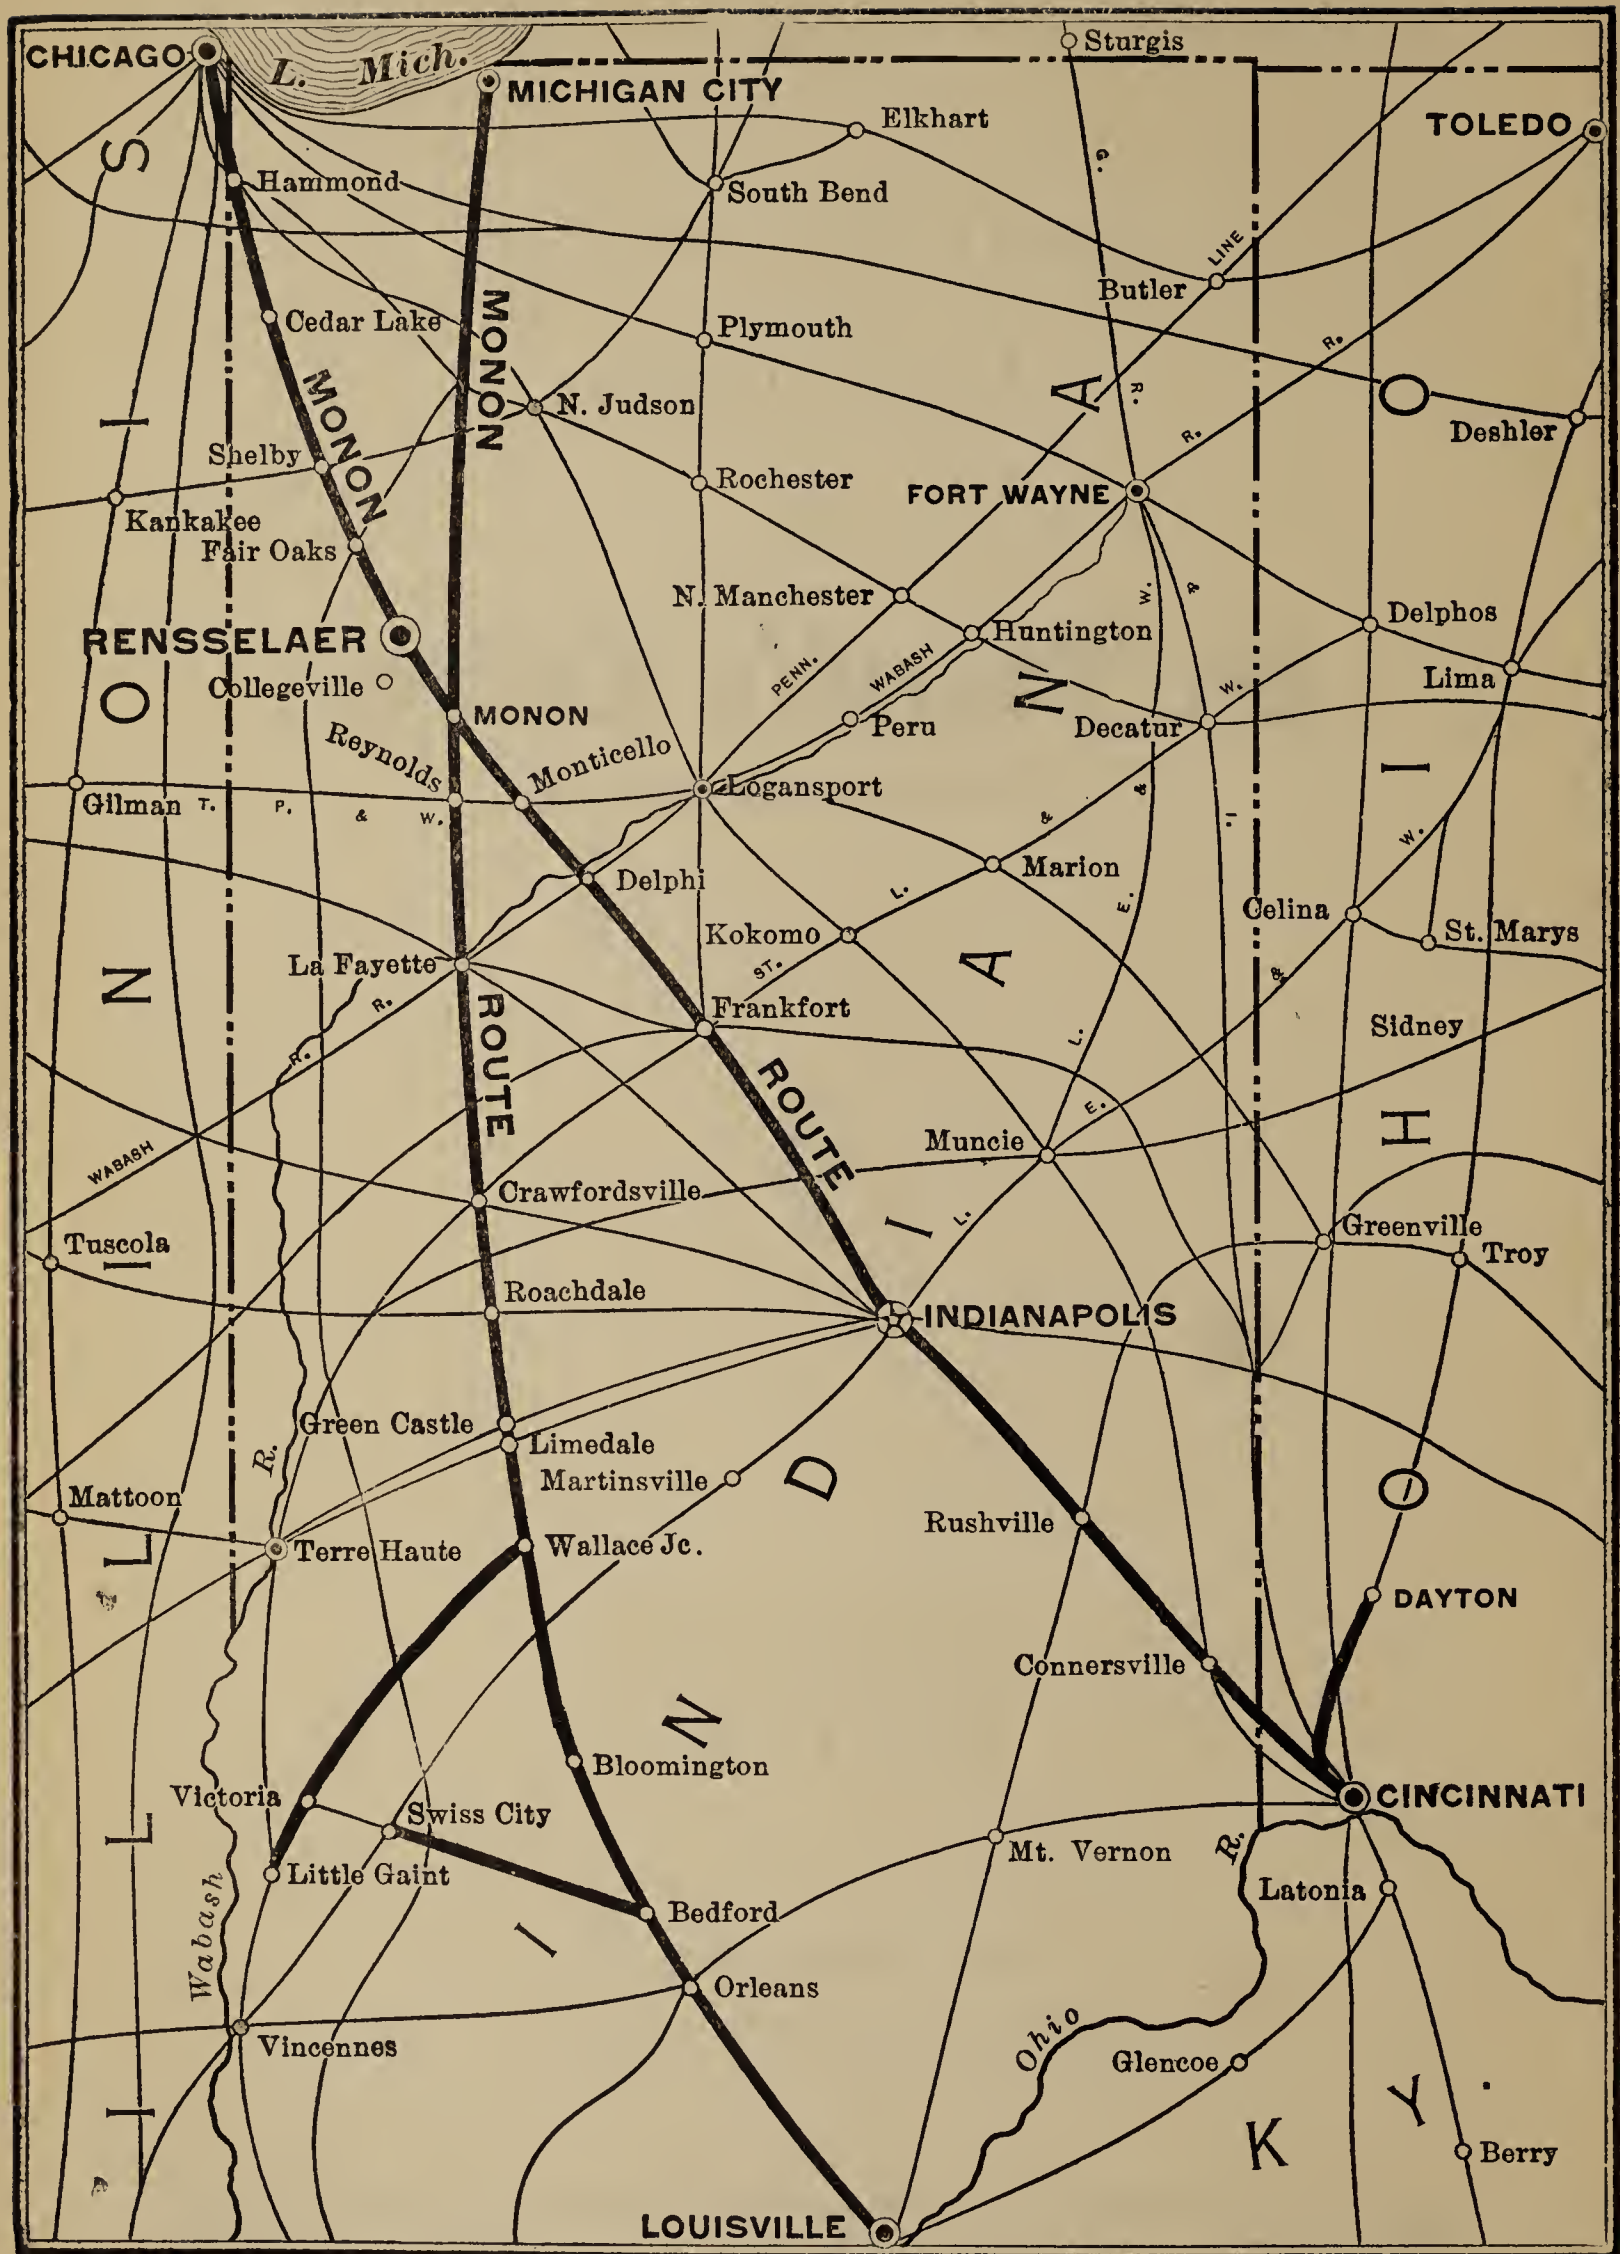 CHICAGO
L. Mich.
MICHIGAN CITY
Sturgis
Elkhart
TOLEDO
Hammond
South Bend
G.
R.
LINE
Butler
Cedar Lake
MONON
MONON
Plymouth
R.
R.
N. Judson
Deshler
Shelby
Rochester
FORT WAYNE
Kankakee
Fair Oaks
N. Manchester
W.
&
Delphos
RENSSELAER
Huntington
Collegeville
PENN.
WABASH
W.
Lima
MONON
Peru
Decatur
Reynolds
Monticello
Gilman
T. P. & W.
Logansport
&
&
I.
W.
Delphi
Marion
L.
E.
Celina
St. Marys
Kokomo
La Fayette
ST.
&
R.
R.
Frankfort
Sidney
ROUTE
ROUTE
L.
E.
WABASH
Muncie
Crawfordsville
L.
Greenville
Tuscola
Troy
Roachdale
INDIANAPOLIS
Green Castle
Limedale
R.
Martinsville
Mattoon
Rushville
Terre Haute
Wallace Jc.
DAYTON
Connersville
Bloomington
Victoria
CINCINNATI
Swiss City
Mt. Vernon
R.
Little Gaint
Latonia
Wabash
Bedford
Orleans
Vincennes
Ohio
Glencoe
Berry
LOUISVILLE
ILLINOIS
INDIANA
OHIO
KY.